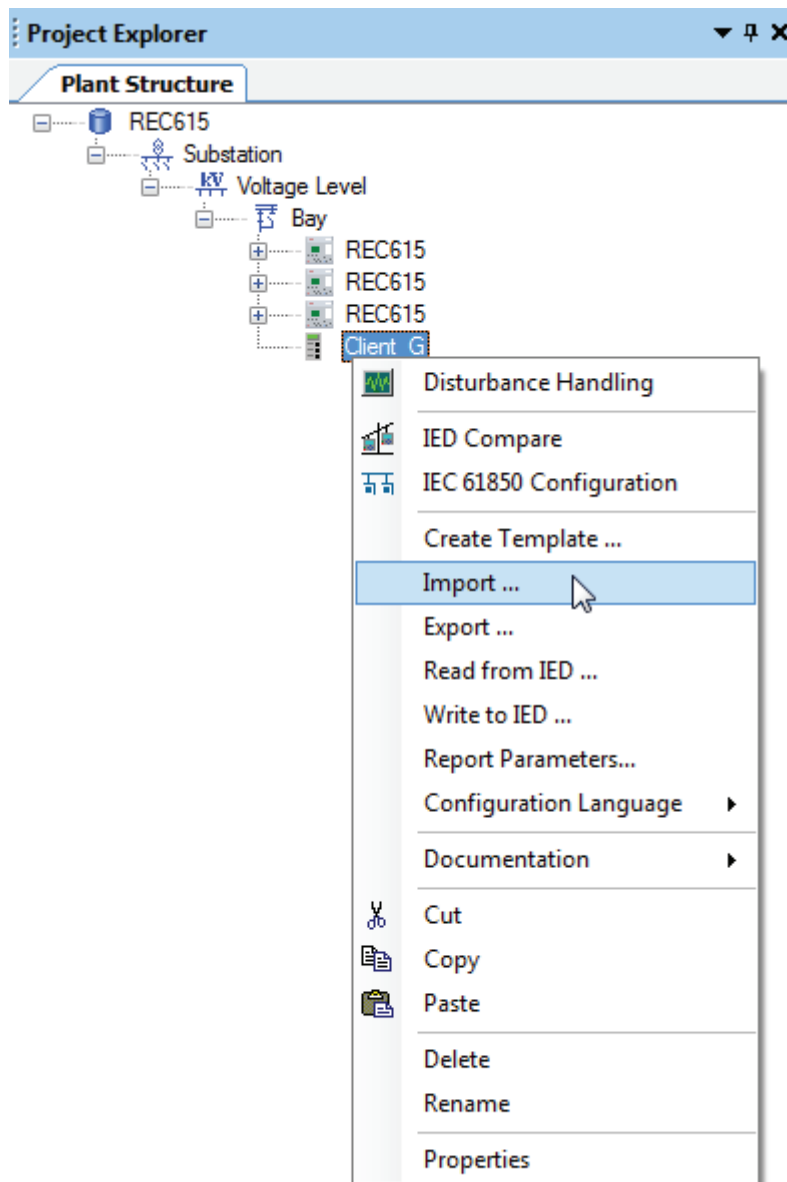 Project Explorer
Plant Structure
REC615
Substation
kV Voltage Level
Bay
REC615
REC615
REC615
Client G
Disturbance Handling
IED Compare
IEC 61850 Configuration
Create Template ...
Import ...
Export ...
Read from IED ...
Write to IED ...
Report Parameters...
Configuration Language
Documentation
Cut
Copy
Paste
Delete
Rename
Properties